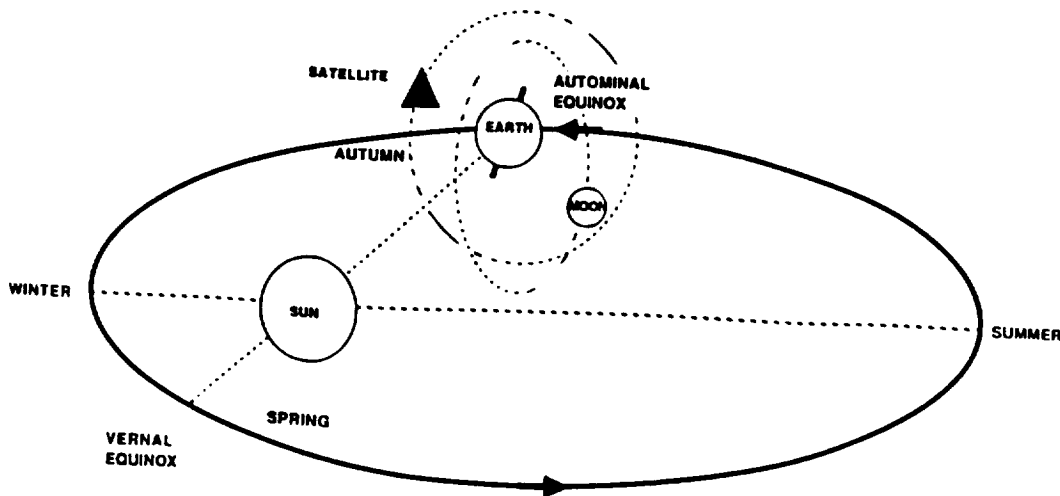 SATELLITE
AUTOMINAL
EQUINOX
EARTH
AUTUMN
MOON
WINTER
SUN
SUMMER
SPRING
VERNAL
EQUINOX